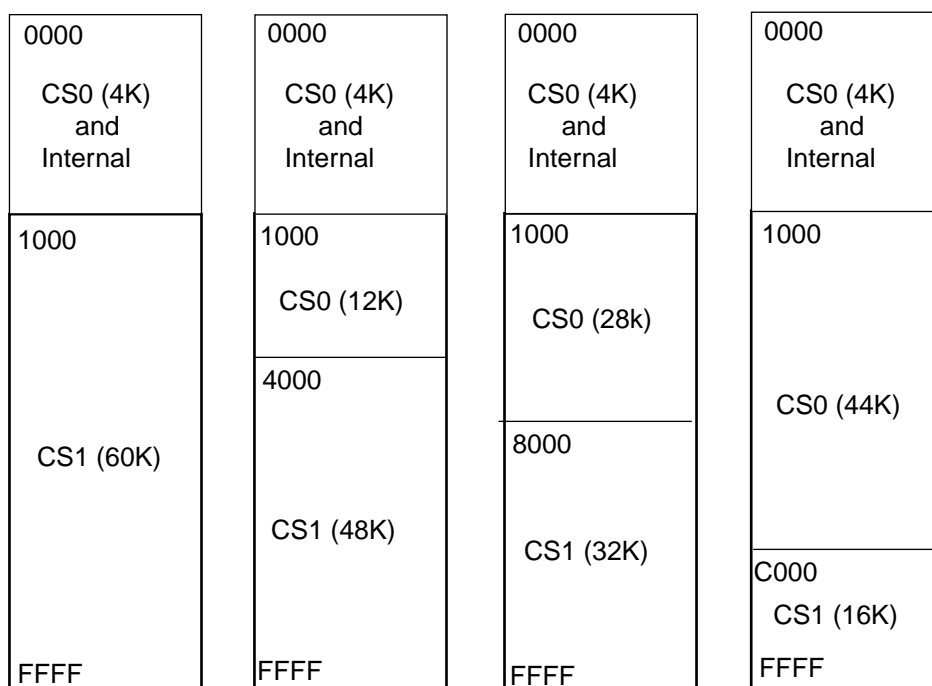 0000
CS0 (4K)
and
Internal
1000
CS1 (60K)
FFFF
0000
CS0 (4K)
and
Internal
1000
CS0 (12K)
4000
CS1 (48K)
FFFF
0000
CS0 (4K)
and
Internal
1000
CS0 (28k)
8000
CS1 (32K)
FFFF
0000
CS0 (4K)
and
Internal
1000
CS0 (44K)
C000
CS1 (16K)
FFFF